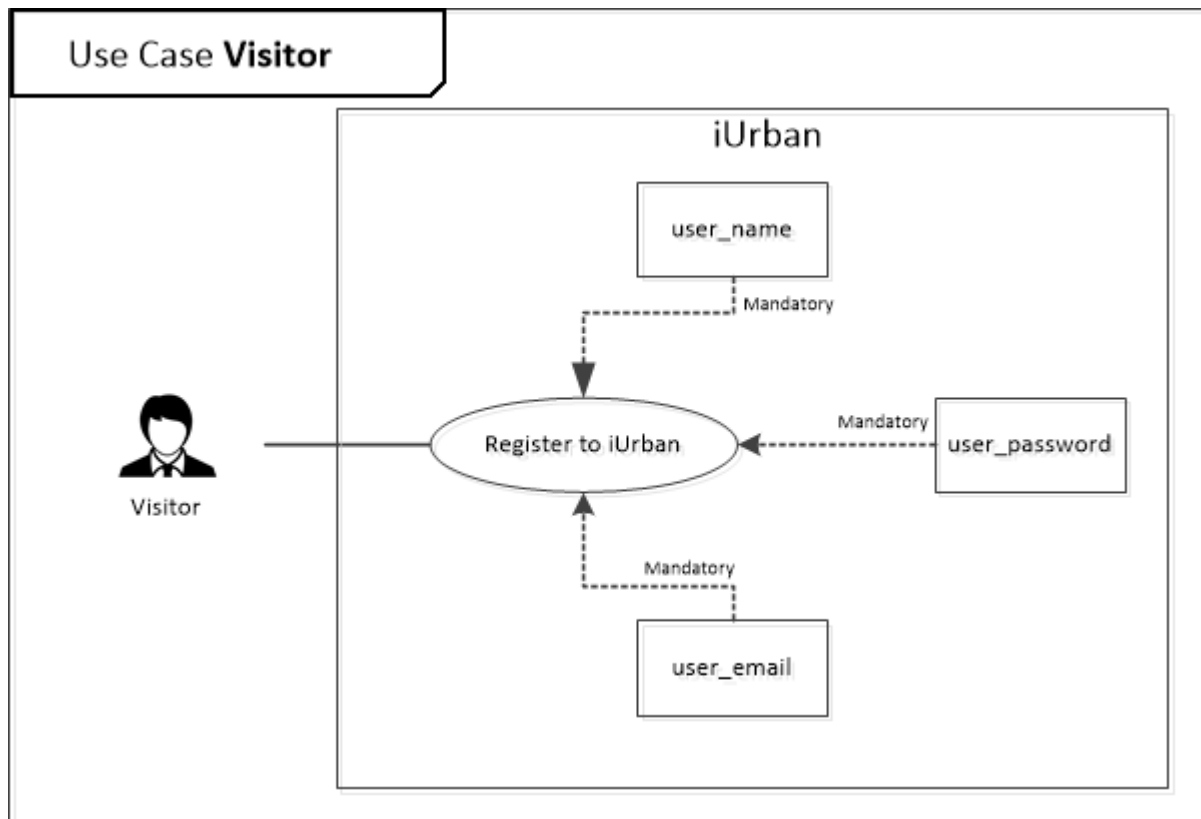 Use Case Visitor
iUrban
user_name
Mandatory
Mandatory
user_password
Register to iUrban
Visitor
Mandatory
user_email